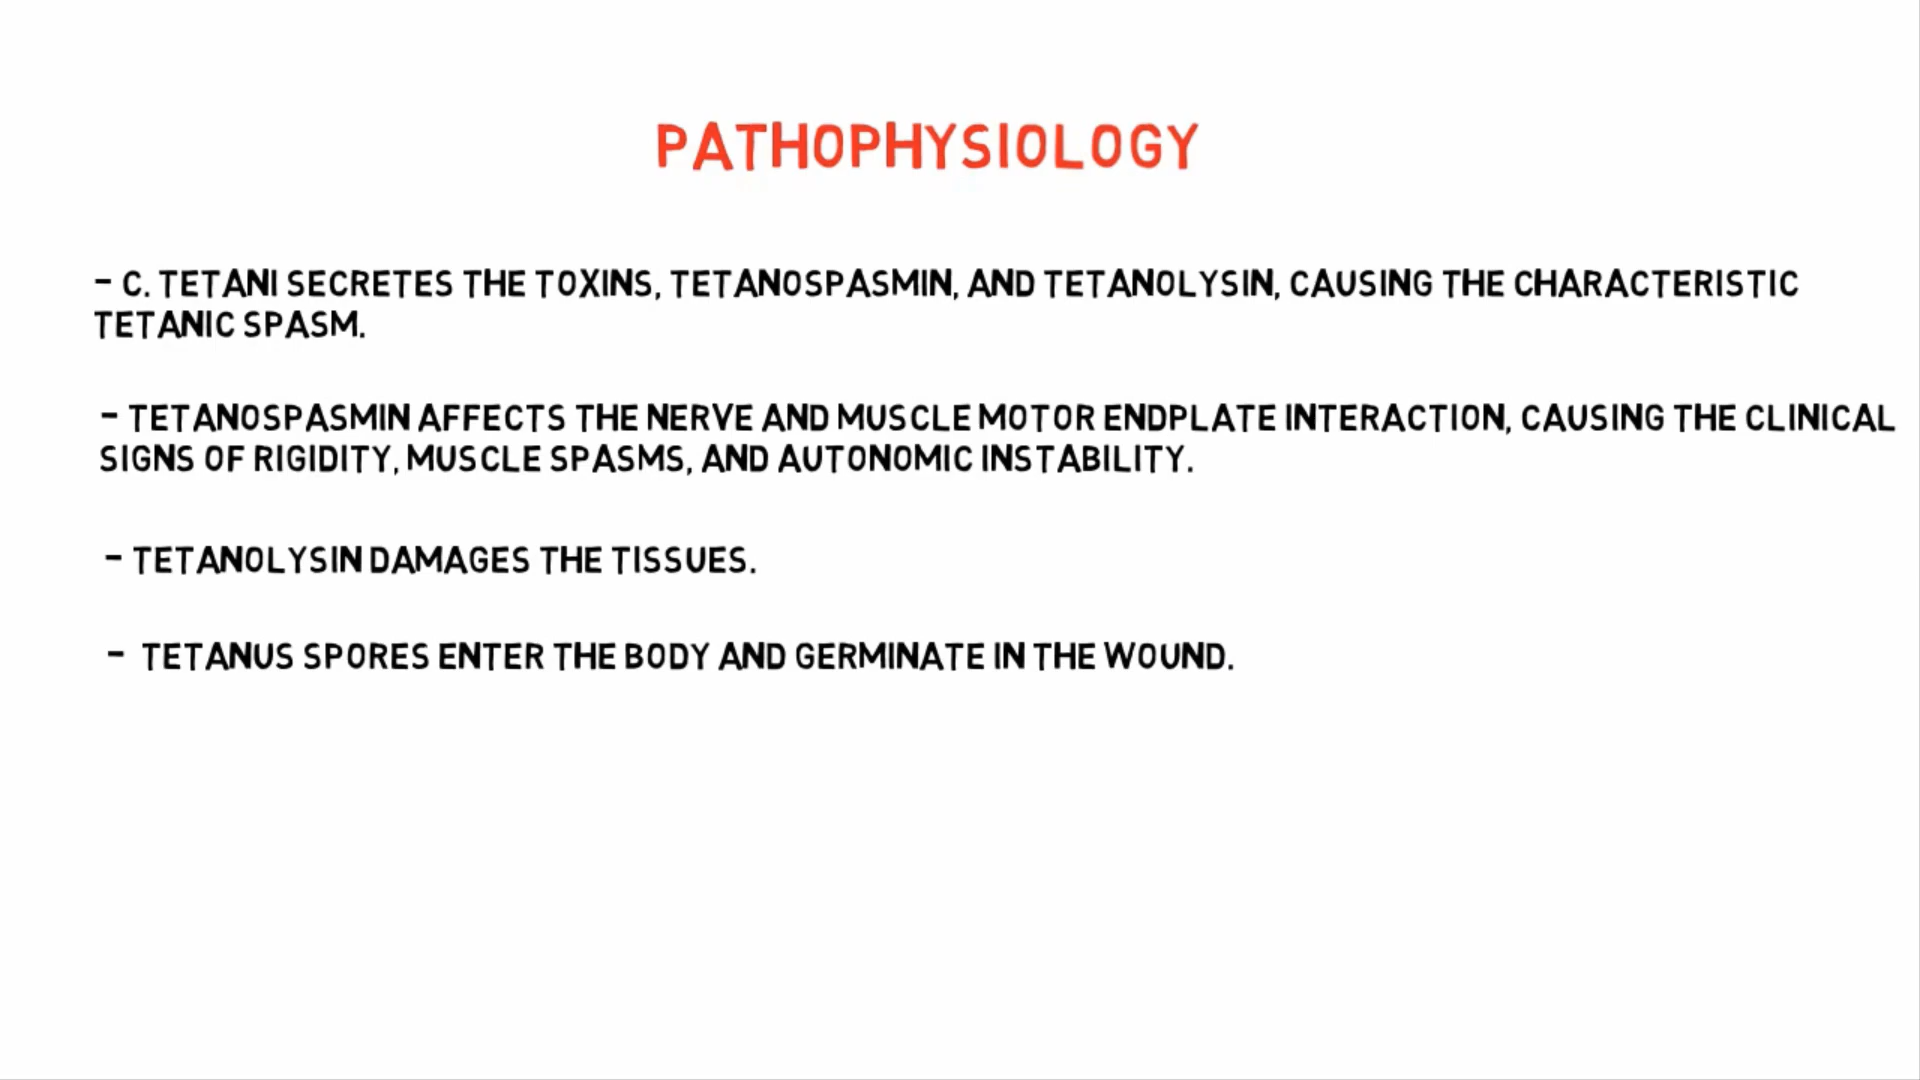 PATHOPHYSIOLOGY
- C. TETANI SECRETES THE TOXINS, TETANOSPASMIN, AND TETANOLYSIN, CAUSING THE CHARACTERISTIC
TETANIC SPASM.
- TETANOSPASMIN AFFECTS THE NERVE AND MUSCLE MOTOR ENDPLATE INTERACTION, CAUSING THE CLINICAL
SIGNS OF RIGIDITY, MUSCLE SPASMS, AND AUTONOMIC INSTABILITY.
- TETANOLYSIN DAMAGES THE TISSUES.
- TETANUS SPORES ENTER THE BODY AND GERMINATE IN THE WOUND.